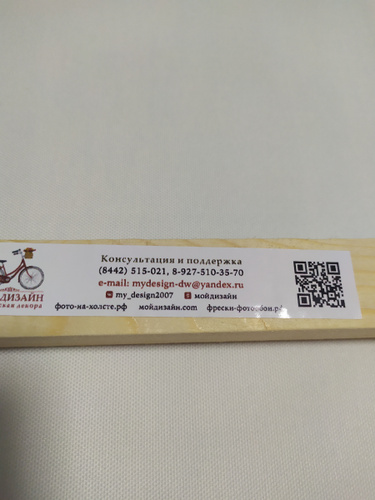 Консультация и поддержка
(8442) 515-021, 8-927-510-35-70
e-mail: mydesign-dw@yandex.ru
my_design2007 мойдизайн
ДИЗАЙН
декора
фото-на-холсте.рф мойдизайн.com